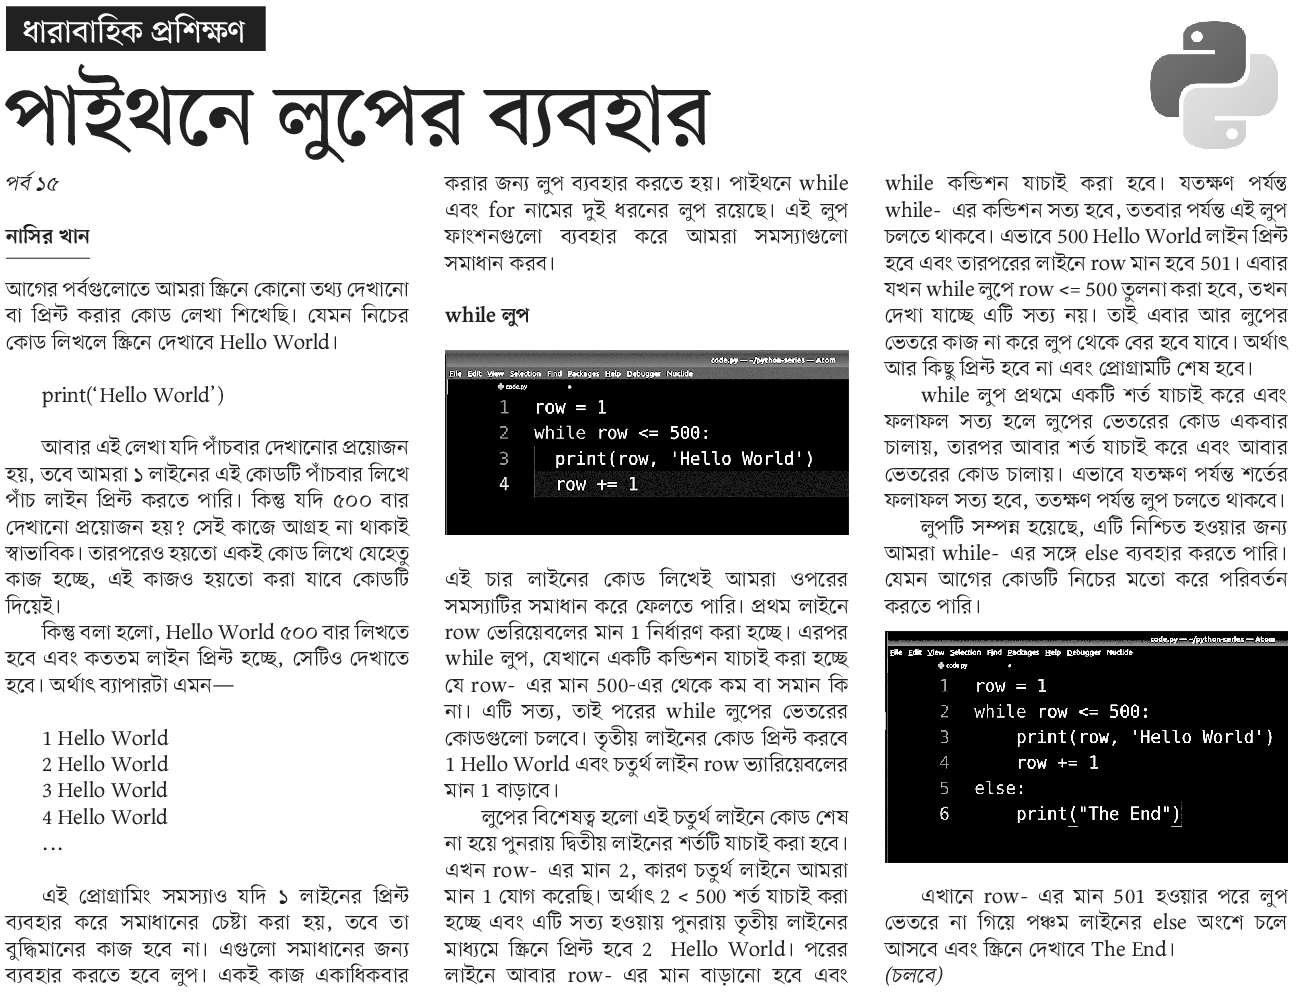 ধারাবাহিক প্রশিক্ষণ
পাইথনে লুপের ব্যবহার
পর্ব ১৫
নাসির খান
আগের পর্বগুলোতে আমরা স্ক্রিনে কোনো তথ্য দেখানো
বা প্রিন্ট করার কোড লেখা শিখেছি। যেমন নিচের
কোড লিখলে স্ক্রিনে দেখাবে Hello World।
print(‘Hello World’)
আবার এই লেখা যদি পাঁচবার দেখানোর প্রয়োজন
হয়, তবে আমরা ১ লাইনের এই কোডটি পাঁচবার লিখে
পাঁচ লাইন প্রিন্ট করতে পারি। কিন্তু যদি ৫০০ বার
দেখানো প্রয়োজন হয়? সেই কাজে আগ্রহ না থাকাই
স্বাভাবিক। তারপরেও হয়তো একই কোড লিখে যেহেতু
কাজ হচ্ছে, এই কাজও হয়তো করা যাবে কোডটি
দিয়েই।
কিন্তু বলা হলো, Hello World ৫০০ বার লিখতে
হবে এবং কততম লাইন প্রিন্ট হচ্ছে, সেটিও দেখাতে
হবে। অর্থাৎ ব্যাপারটা এমন—
1 Hello World
2 Hello World
3 Hello World
4 Hello World
...
এই প্রোগ্রামিং সমস্যাও যদি ১ লাইনের প্রিন্ট
ব্যবহার করে সমাধানের চেষ্টা করা হয়, তবে তা
বুদ্ধিমানের কাজ হবে না। এগুলো সমাধানের জন্য
ব্যবহার করতে হবে লুপ। একই কাজ একাধিকবার
করার জন্য লুপ ব্যবহার করতে হয়। পাইথনে while
এবং for নামের দুই ধরনের লুপ রয়েছে। এই লুপ
ফাংশনগুলো ব্যবহার করে আমরা সমস্যাগুলো
সমাধান করব।
while লুপ
code.py — ~/python-series — Atom
File Edit View Selection Find Packages Help Debugger Nuclide
code.py
1 row = 1
2 while row <= 500:
3 print(row, 'Hello World')
4 row += 1
এই চার লাইনের কোড লিখেই আমরা ওপরের
সমস্যাটির সমাধান করে ফেলতে পারি। প্রথম লাইনে
row ভেরিয়েবলের মান 1 নির্ধারণ করা হচ্ছে। এরপর
while লুপ, যেখানে একটি কন্ডিশন যাচাই করা হচ্ছে
যে row- এর মান 500-এর থেকে কম বা সমান কি
না। এটি সত্য, তাই পরের while লুপের ভেতরের
কোডগুলো চলবে। তৃতীয় লাইনের কোড প্রিন্ট করবে
1 Hello World এবং চতুর্থ লাইন row ভ্যারিয়েবলের
মান 1 বাড়াবে।
লুপের বিশেষত্ব হলো এই চতুর্থ লাইনে কোড শেষ
না হয়ে পুনরায় দ্বিতীয় লাইনের শর্তটি যাচাই করা হবে।
এখন row- এর মান 2, কারণ চতুর্থ লাইনে আমরা
মান 1 যোগ করেছি। অর্থাৎ 2 < 500 শর্ত যাচাই করা
হচ্ছে এবং এটি সত্য হওয়ায় পুনরায় তৃতীয় লাইনের
মাধ্যমে স্ক্রিনে প্রিন্ট হবে 2 Hello World। পরের
লাইনে আবার row- এর মান বাড়ানো হবে এবং
while কন্ডিশন যাচাই করা হবে। যতক্ষণ পর্যন্ত
while- এর কন্ডিশন সত্য হবে, ততবার পর্যন্ত এই লুপ
চলতে থাকবে। এভাবে 500 Hello World লাইন প্রিন্ট
হবে এবং তারপরের লাইনে row মান হবে 501। এবার
যখন while লুপে row <= 500 তুলনা করা হবে, তখন
দেখা যাচ্ছে এটি সত্য নয়। তাই এবার আর লুপের
ভেতরে কাজ না করে লুপ থেকে বের হবে যাবে। অর্থাৎ
আর কিছু প্রিন্ট হবে না এবং প্রোগ্রামটি শেষ হবে।
while লুপ প্রথমে একটি শর্ত যাচাই করে এবং
ফলাফল সত্য হলে লুপের ভেতরের কোড একবার
চালায়, তারপর আবার শর্ত যাচাই করে এবং আবার
ভেতরের কোড চালায়। এভাবে যতক্ষণ পর্যন্ত শর্তের
ফলাফল সত্য হবে, ততক্ষণ পর্যন্ত লুপ চলতে থাকবে।
লুপটি সম্পন্ন হয়েছে, এটি নিশ্চিত হওয়ার জন্য
আমরা while- এর সঙ্গে else ব্যবহার করতে পারি।
যেমন আগের কোডটি নিচের মতো করে পরিবর্তন
করতে পারি।
code.py — ~/python-series — Atom
File Edit View Selection Find Packages Help Debugger Nuclide
code.py
1 row = 1
2 while row <= 500:
3 print(row, 'Hello World')
4 row += 1
5 else:
6 print("The End")
এখানে row- এর মান 501 হওয়ার পরে লুপ
ভেতরে না গিয়ে পঞ্চম লাইনের else অংশে চলে
আসবে এবং স্ক্রিনে দেখাবে The End।
(চলবে)